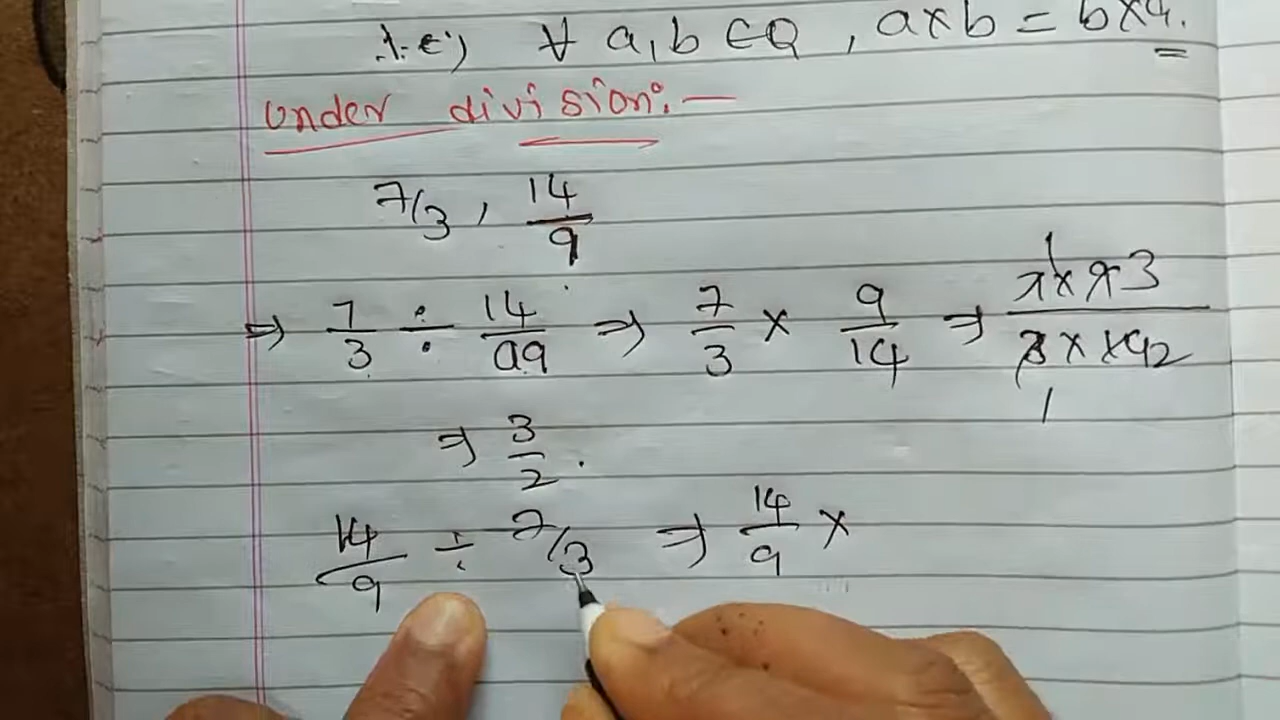 i.e., ∀ a, b ∈ Q, a × b = b × a.
Under division:-
7/3, 14/9
⇒ 7/3 ÷ 14/09 ⇒ 7/3 × 9/14 ⇒ 7 × 9 3 / 3 × 14 2
⇒ 3/2.
14/9 ÷ 7/3 ⇒ 14/9 ×